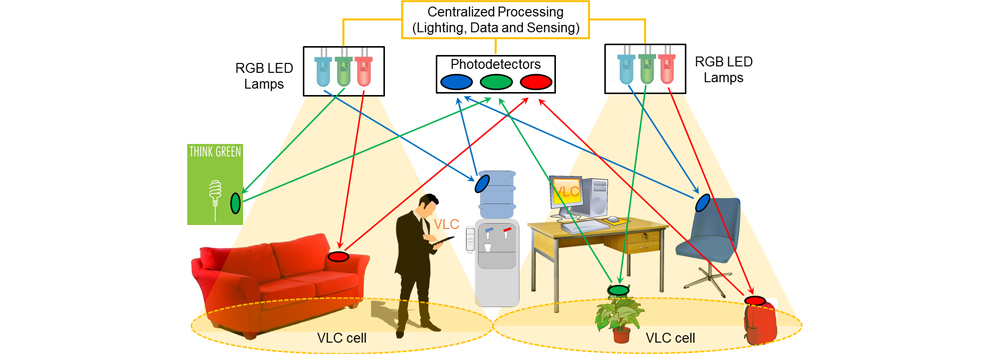 Centralized Processing
(Lighting, Data and Sensing)
RGB LED
Lamps
Photodetectors
RGB LED
Lamps
THINK GREEN
VLC
VLC
VLC cell
VLC cell